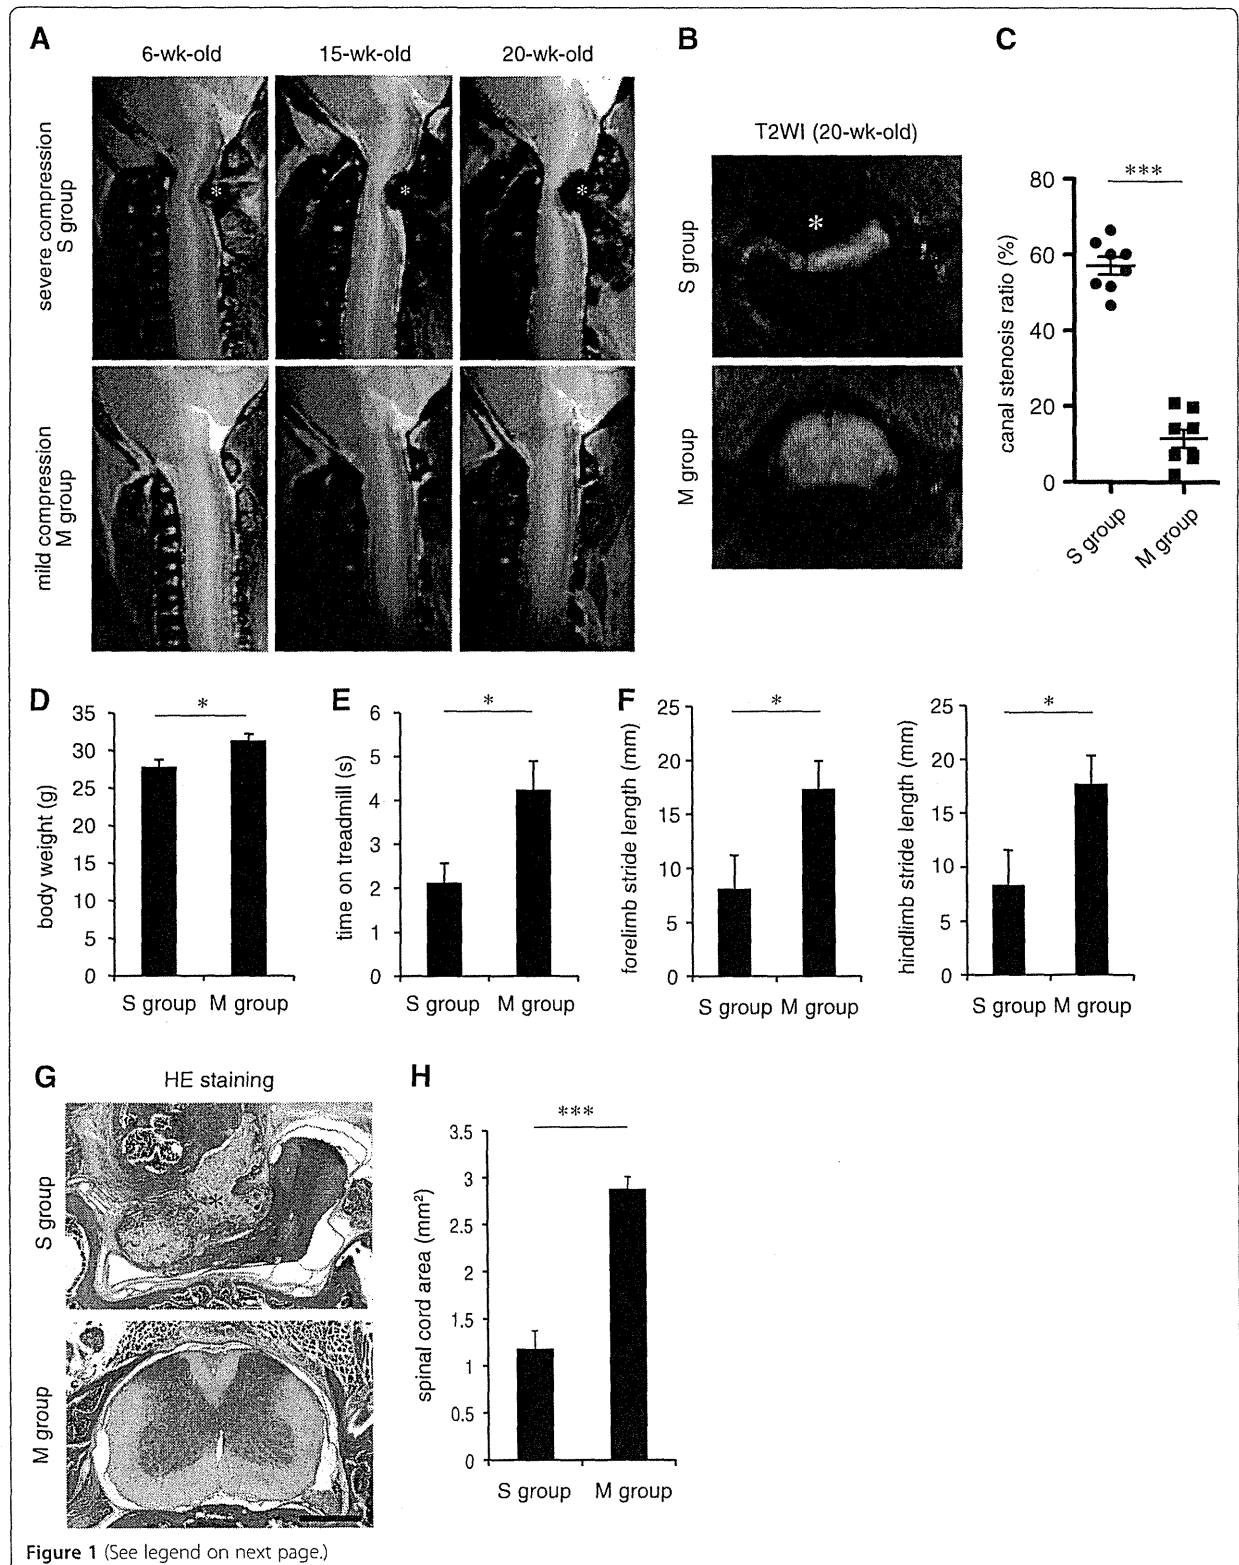 A
6-wk-old
15-wk-old
20-wk-old
severe compression
S group
*
*
*
mild compression
M group
B
T2WI (20-wk-old)
S group
*
M group
C
***
canal stenosis ratio (%)
80
60
40
20
0
S group
M group
D
*
body weight (g)
35
30
25
20
15
10
5
0
S group M group
E
*
time on treadmill (s)
6
5
4
3
2
1
0
S group M group
F
*
forelimb stride length (mm)
25
20
15
10
5
0
S group M group
*
hindlimb stride length (mm)
25
20
15
10
5
0
S group M group
G
HE staining
S group
*
M group
H
***
spinal cord area (mm²)
3.5
3
2.5
2
1.5
1
0.5
0
S group M group
Figure 1 (See legend on next page.)